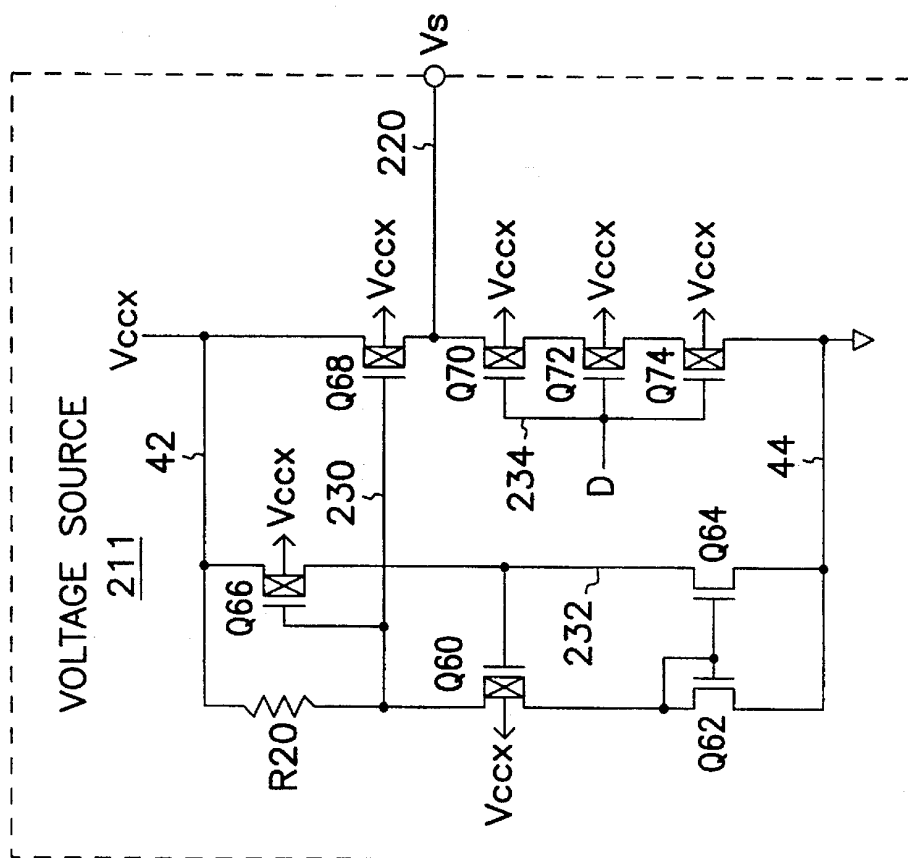 VOLTAGE SOURCE
211
Vccx
42
Vs
220
Q66
Vccx
Q68
Vccx
R20
230
Q60
Vccx
Q70
Vccx
234
D
Q72
Vccx
Q74
Vccx
232
Q62
Q64
44